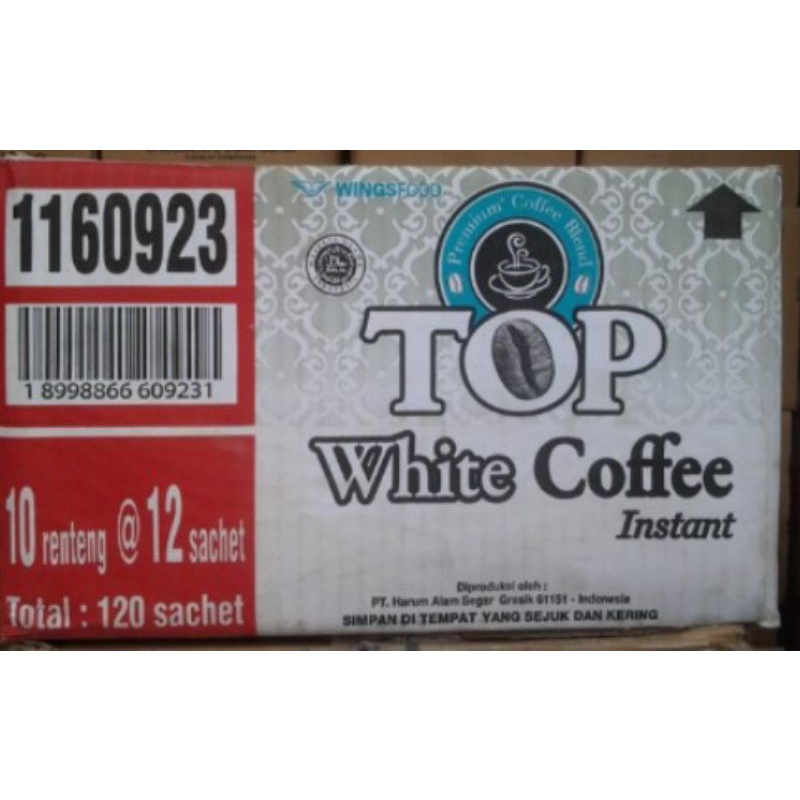 1160923
1 8998866 609231
10 renteng @ 12 sachet
Total : 120 sachet
WINGSFOOD
Premium' Coffee Blend
TOP
White Coffee
Instant
Diproduksi oleh :
PT. Harum Alam Segar Gresik 61151 - Indonesia
SIMPAN DI TEMPAT YANG SEJUK DAN KERING